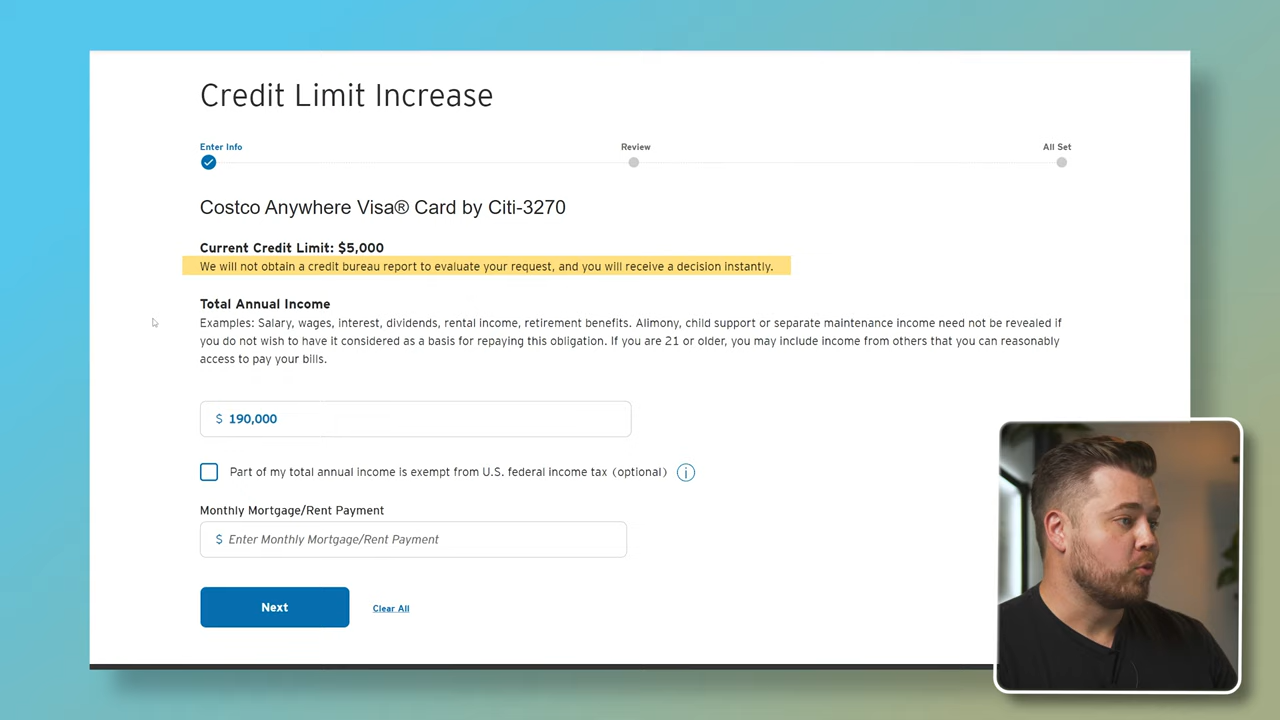 Credit Limit Increase
Enter Info
Review
All Set
Costco Anywhere Visa® Card by Citi-3270
Current Credit Limit: $5,000
We will not obtain a credit bureau report to evaluate your request, and you will receive a decision instantly.
Total Annual Income
Examples: Salary, wages, interest, dividends, rental income, retirement benefits. Alimony, child support or separate maintenance income need not be revealed if
you do not wish to have it considered as a basis for repaying this obligation. If you are 21 or older, you may include income from others that you can reasonably
access to pay your bills.
$ 190,000
Part of my total annual income is exempt from U.S. federal income tax (optional) i
Monthly Mortgage/Rent Payment
$ Enter Monthly Mortgage/Rent Payment
Next
Clear All